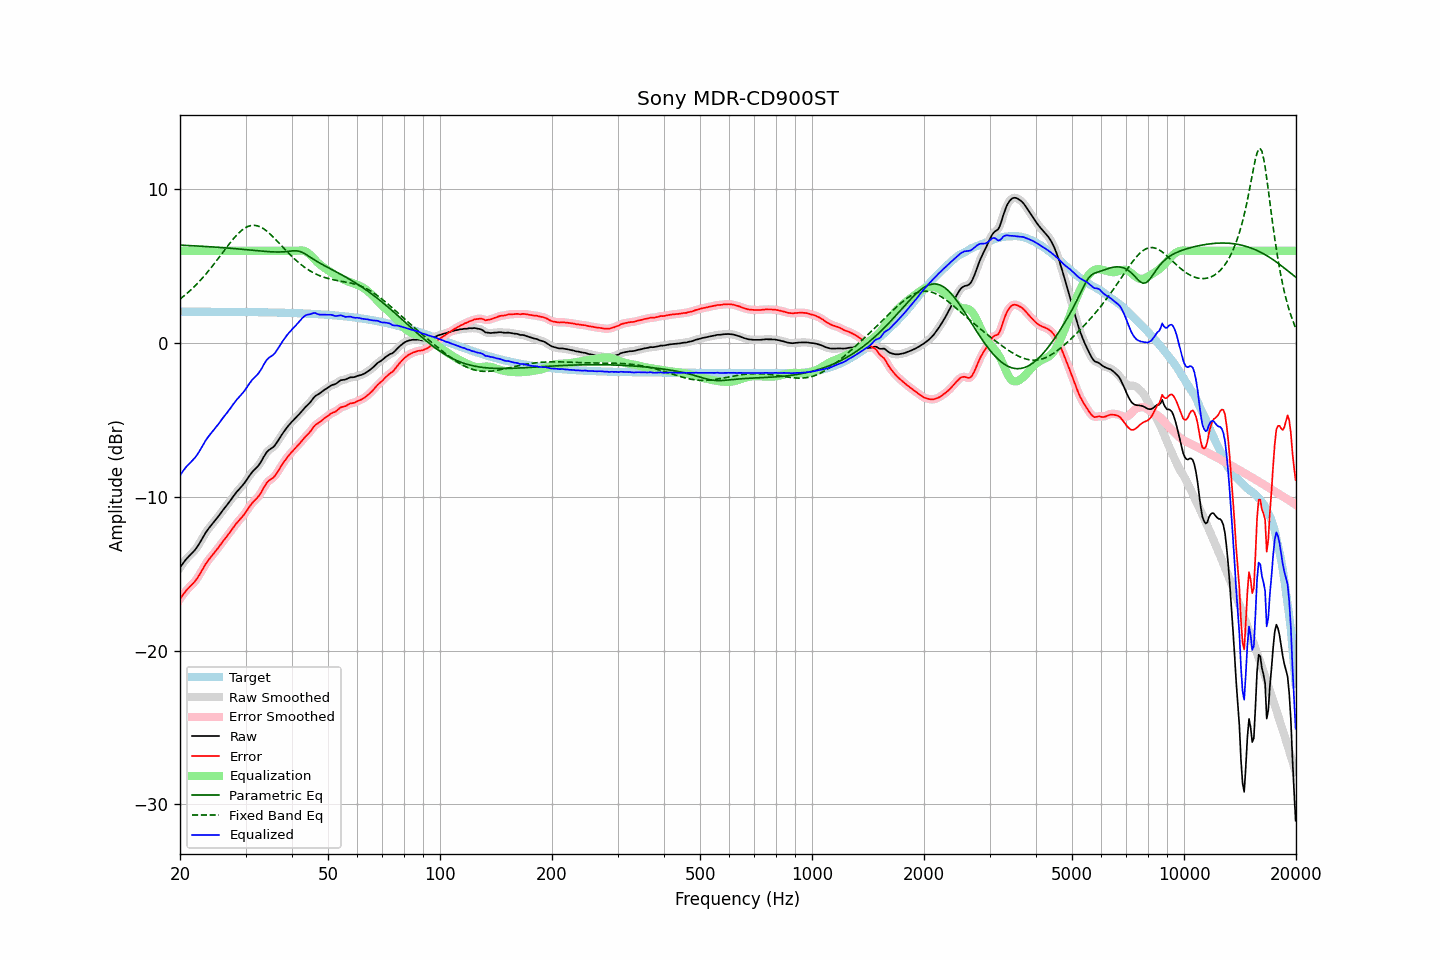 Sony MDR-CD900ST
Amplitude (dBr)
10
0
−10
−20
−30
Target
Raw Smoothed
Error Smoothed
Raw
Error
Equalization
Parametric Eq
Fixed Band Eq
Equalized
20 50 100 200 500 1000 2000 5000 10000 20000
Frequency (Hz)